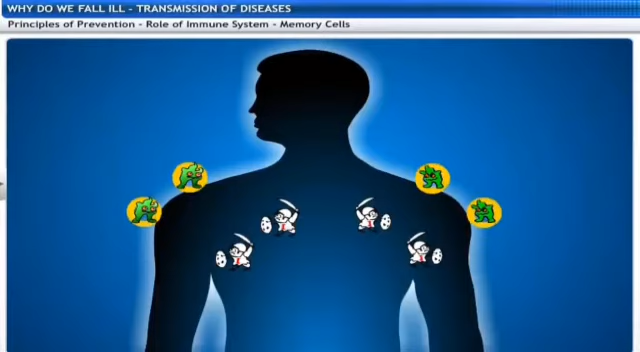 WHY DO WE FALL ILL - TRANSMISSION OF DISEASES
Principles of Prevention - Role of Immune System - Memory Cells